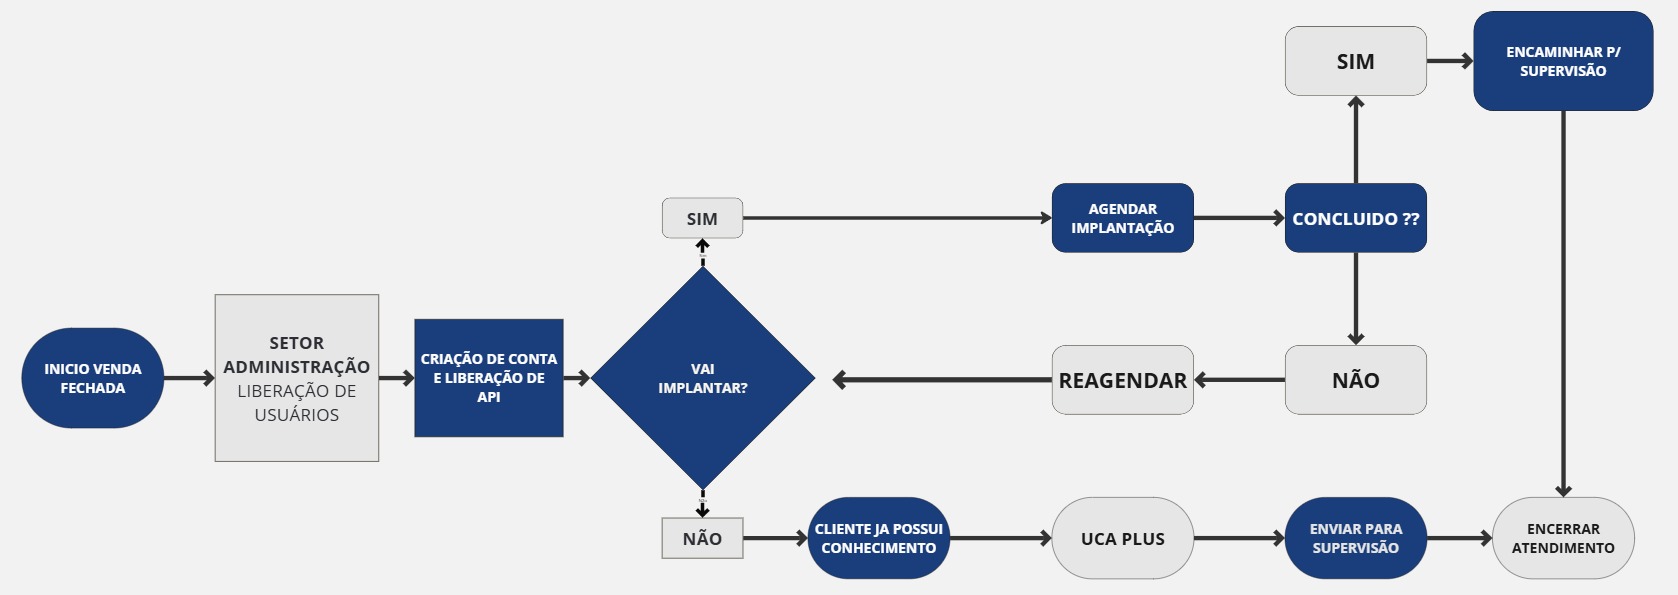 INICIO VENDA
FECHADA
SETOR
ADMINISTRAÇÃO
LIBERAÇÃO DE
USUÁRIOS
CRIAÇÃO DE CONTA
E LIBERAÇÃO DE
API
VAI
IMPLANTAR?
SIM
AGENDAR
IMPLANTAÇÃO
CONCLUIDO ??
SIM
ENCAMINHAR P/
SUPERVISÃO
NÃO
REAGENDAR
NÃO
CLIENTE JA POSSUI
CONHECIMENTO
UCA PLUS
ENVIAR PARA
SUPERVISÃO
ENCERRAR
ATENDIMENTO